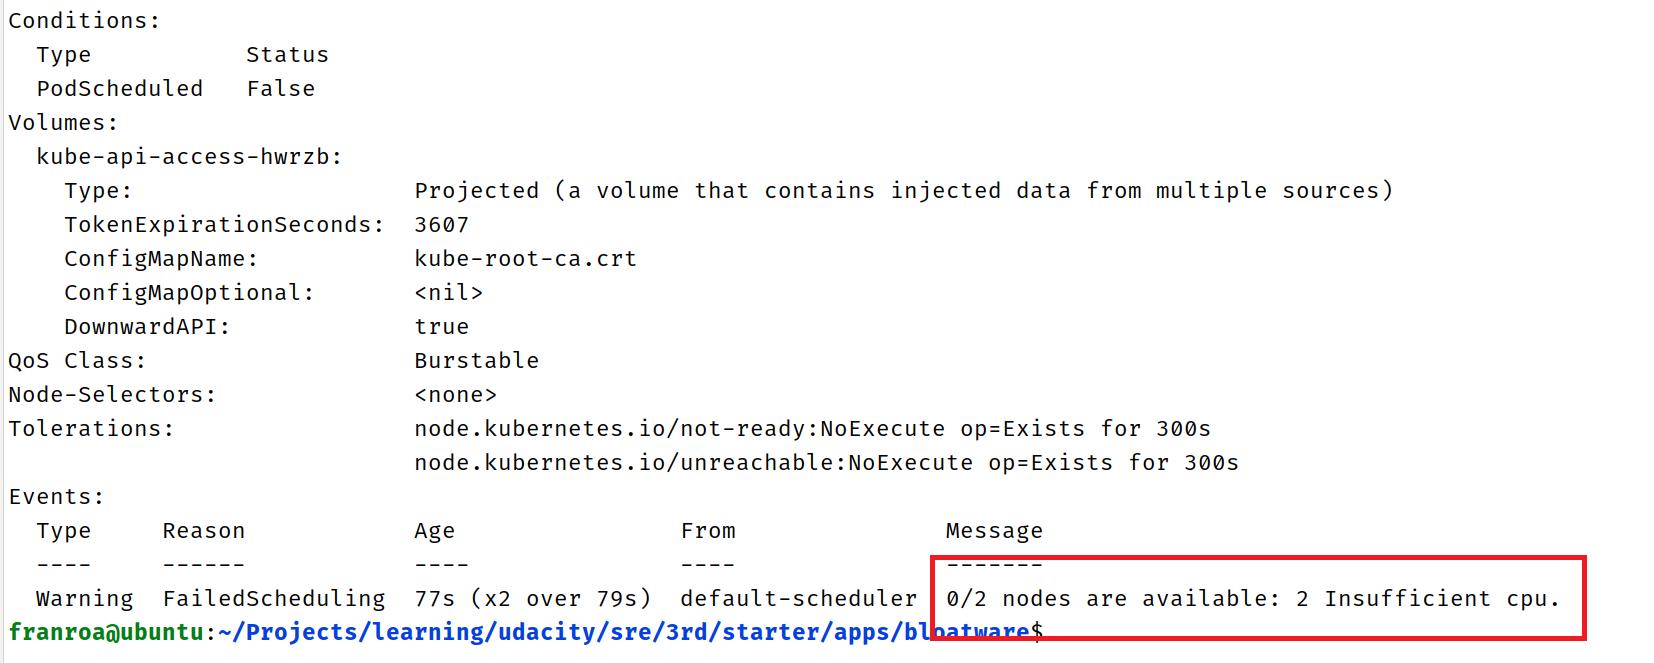 Conditions:
  Type           Status
  PodScheduled   False
Volumes:
  kube-api-access-hwrzb:
    Type:                    Projected (a volume that contains injected data from multiple sources)
    TokenExpirationSeconds:  3607
    ConfigMapName:           kube-root-ca.crt
    ConfigMapOptional:       <nil>
    DownwardAPI:             true
QoS Class:                   Burstable
Node-Selectors:              <none>
Tolerations:                 node.kubernetes.io/not-ready:NoExecute op=Exists for 300s
                             node.kubernetes.io/unreachable:NoExecute op=Exists for 300s
Events:
  Type     Reason            Age                From               Message
  ----     ------            ----               ----               -------
  Warning  FailedScheduling  77s (x2 over 79s)  default-scheduler  0/2 nodes are available: 2 Insufficient cpu.
franroa@ubuntu:~/Projects/learning/udacity/sre/3rd/starter/apps/bloatware$